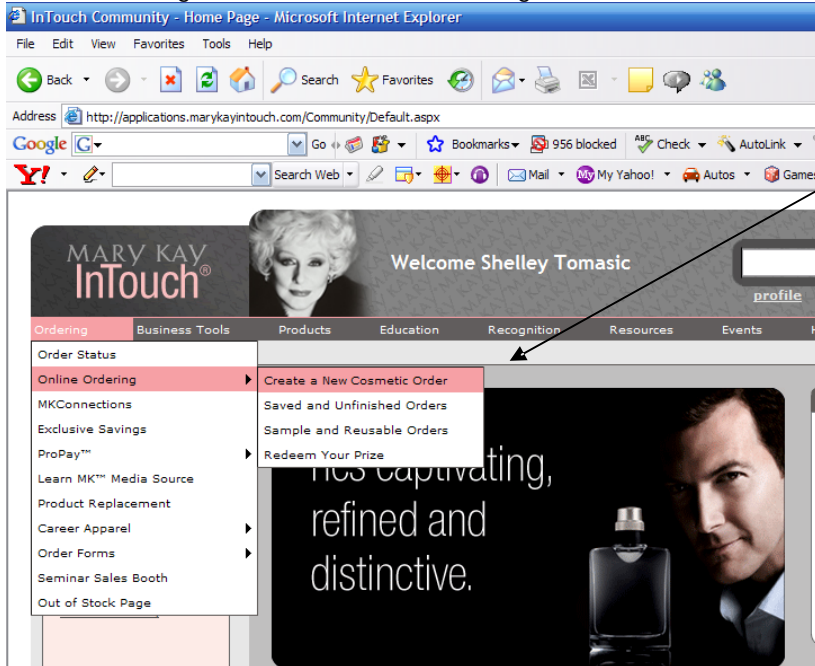 InTouch Community - Home Page - Microsoft Internet Explorer
File Edit View Favorites Tools Help
Back Search Favorites
Address http://applications.marykayintouch.com/Community/Default.aspx
Google G Go Bookmarks 956 blocked ABC Check AutoLink
Y! Search Web Mail My My Yahoo! Autos Games
MARY KAY
InTouch®
Welcome Shelley Tomasic
profile
Ordering Business Tools Products Education Recognition Resources Events
Order Status
Online Ordering Create a New Cosmetic Order
MKConnections Saved and Unfinished Orders
Exclusive Savings Sample and Reusable Orders
ProPay™ Redeem Your Prize
Learn MK™ Media Source
Product Replacement
Career Apparel
Order Forms
Seminar Sales Booth
Out of Stock Page
captivating,
refined and
distinctive.